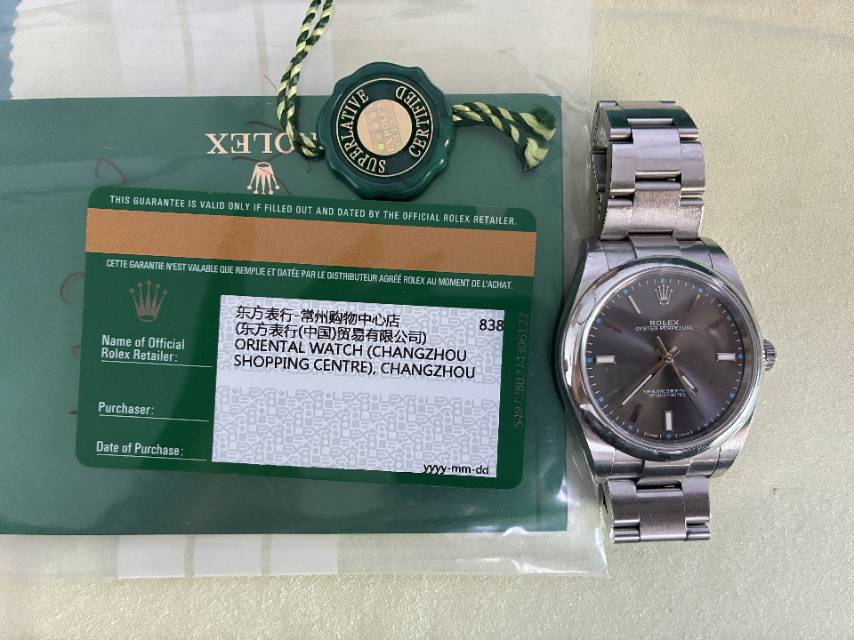 ROLEX
SUPERLATIVE
CERTIFIED
THIS GUARANTEE IS VALID ONLY IF FILLED OUT AND DATED BY THE OFFICIAL ROLEX RETAILER.
CETTE GARANTIE N'EST VALABLE QUE REMPLIE ET DATÉE PAR LE DISTRIBUTEUR AGRÉÉ ROLEX AU MOMENT DE L'ACHAT.
Name of Official
Rolex Retailer:
东方表行-常州购物中心店 838
(东方表行(中国)贸易有限公司)
ORIENTAL WATCH (CHANGZHOU
SHOPPING CENTRE), CHANGZHOU
Purchaser:
Date of Purchase:
yyyy-mm-dd
ROLEX
OYSTER PERPETUAL